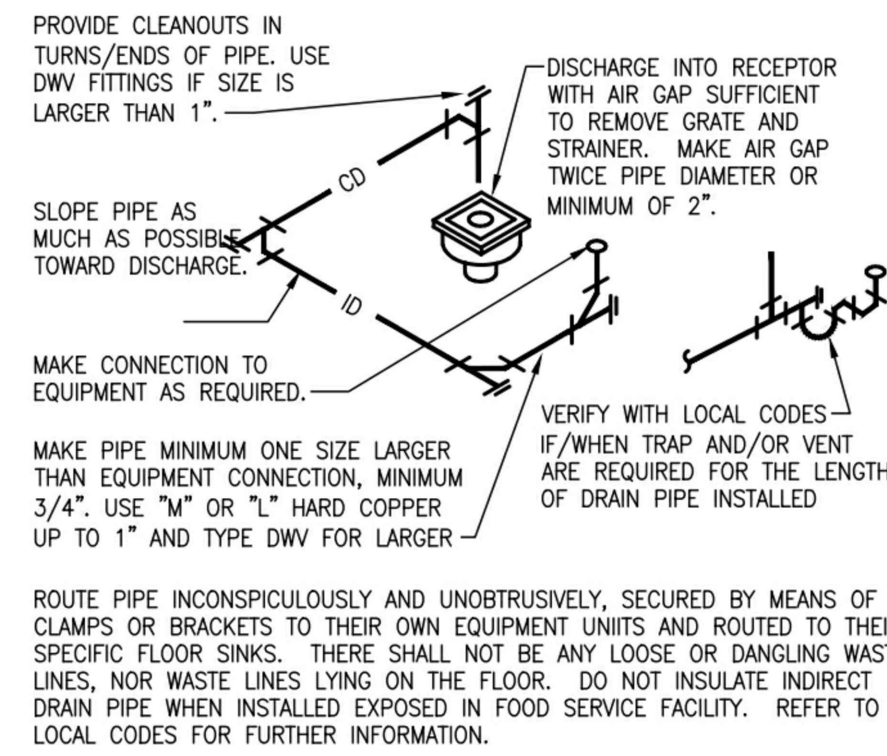 PROVIDE CLEANOUTS IN
TURNS/ENDS OF PIPE. USE
DWV FITTINGS IF SIZE IS
LARGER THAN 1".
DISCHARGE INTO RECEPTOR
WITH AIR GAP SUFFICIENT
TO REMOVE GRATE AND
STRAINER. MAKE AIR GAP
TWICE PIPE DIAMETER OR
MINIMUM OF 2".
CD
SLOPE PIPE AS
MUCH AS POSSIBLE
TOWARD DISCHARGE.
ID
MAKE CONNECTION TO
EQUIPMENT AS REQUIRED.
VERIFY WITH LOCAL CODES
IF/WHEN TRAP AND/OR VENT
ARE REQUIRED FOR THE LENGTH
OF DRAIN PIPE INSTALLED
MAKE PIPE MINIMUM ONE SIZE LARGER
THAN EQUIPMENT CONNECTION, MINIMUM
3/4". USE "M" OR "L" HARD COPPER
UP TO 1" AND TYPE DWV FOR LARGER
ROUTE PIPE INCONSPICULOUSLY AND UNOBTRUSIVELY, SECURED BY MEANS OF
CLAMPS OR BRACKETS TO THEIR OWN EQUIPMENT UNIITS AND ROUTED TO THEI
SPECIFIC FLOOR SINKS. THERE SHALL NOT BE ANY LOOSE OR DANGLING WAST
LINES, NOR WASTE LINES LYING ON THE FLOOR. DO NOT INSULATE INDIRECT
DRAIN PIPE WHEN INSTALLED EXPOSED IN FOOD SERVICE FACILITY. REFER TO
LOCAL CODES FOR FURTHER INFORMATION.